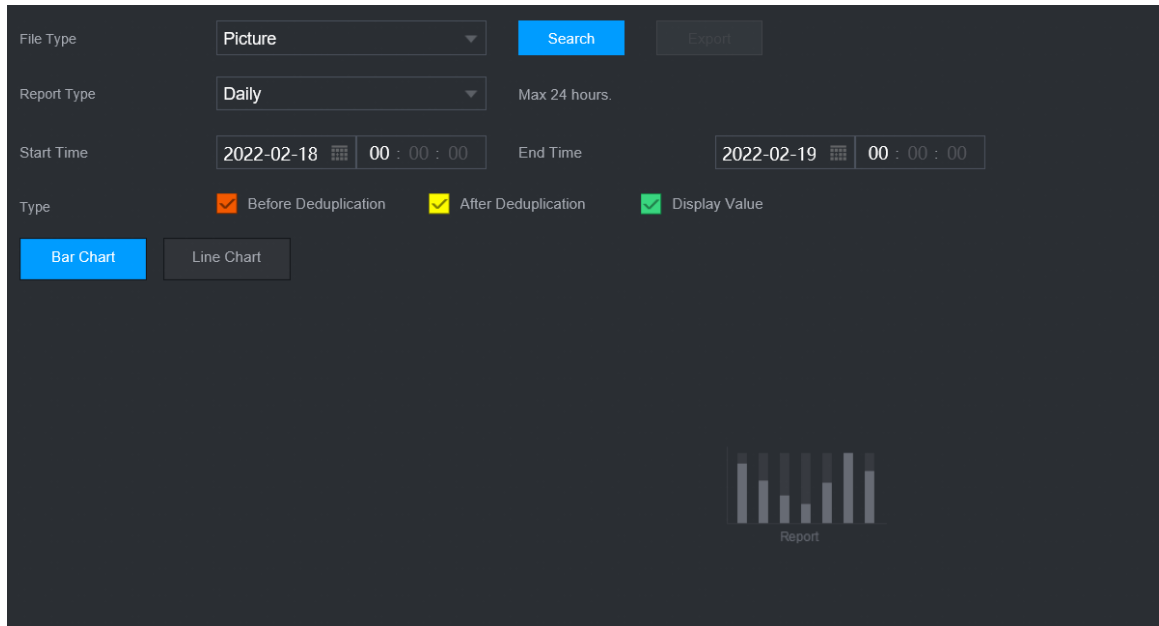 File Type Picture Search Export
Report Type Daily Max 24 hours.
Start Time 2022-02-18 00 : 00 : 00 End Time 2022-02-19 00 : 00 : 00
Type Before Deduplication After Deduplication Display Value
Bar Chart Line Chart
Report